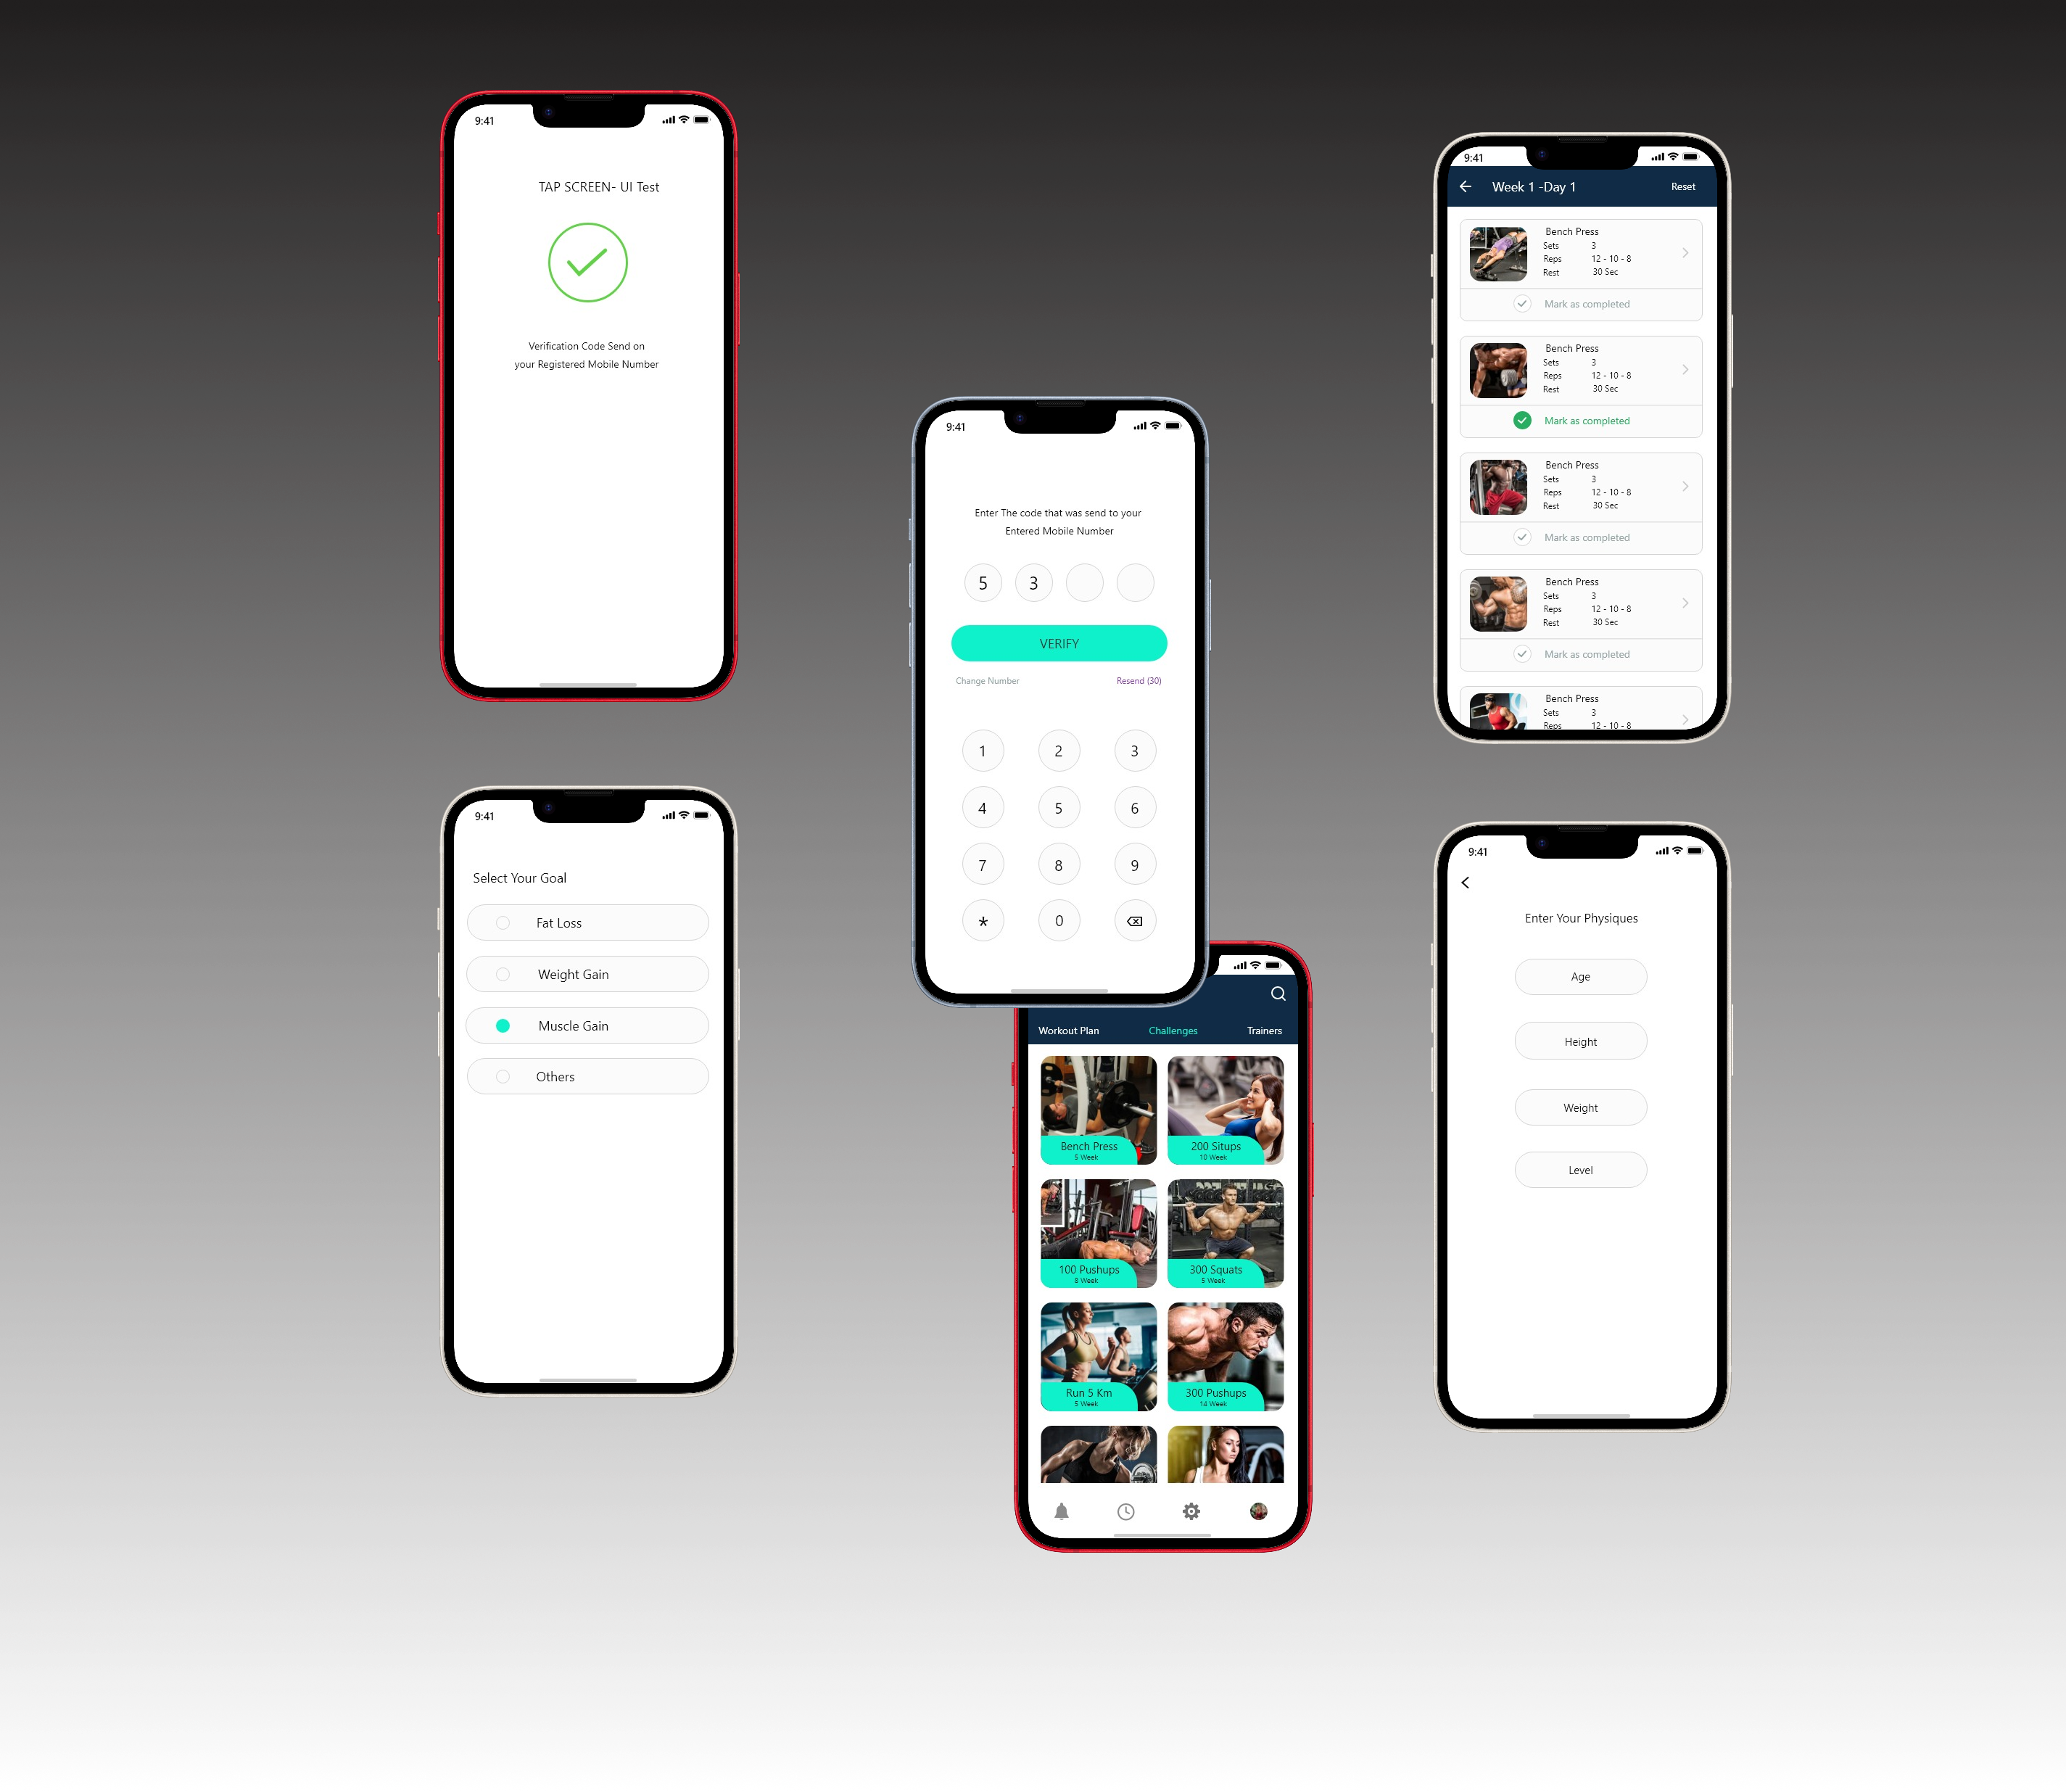 9:41
TAP SCREEN- UI Test
Verification Code Send on
your Registered Mobile Number
9:41
Select Your Goal
Fat Loss
Weight Gain
Muscle Gain
Others
9:41
Enter The code that was send to your
Entered Mobile Number
5 3
VERIFY
Change Number Resend (30)
1 2 3
4 5 6
7 8 9
* 0
Workout Plan Challenges Trainers
Bench Press
5 Week
200 Situps
10 Week
100 Pushups
8 Week
300 Squats
5 Week
Run 5 Km
5 Week
300 Pushups
14 Week
9:41
Week 1 -Day 1 Reset
Bench Press
Sets 3
Reps 12 - 10 - 8
Rest 30 Sec
Mark as completed
Bench Press
Sets 3
Reps 12 - 10 - 8
Rest 30 Sec
Mark as completed
Bench Press
Sets 3
Reps 12 - 10 - 8
Rest 30 Sec
Mark as completed
Bench Press
Sets 3
Reps 12 - 10 - 8
Rest 30 Sec
Mark as completed
Bench Press
Sets 3
Reps 12 - 10 - 8
9:41
Enter Your Physiques
Age
Height
Weight
Level